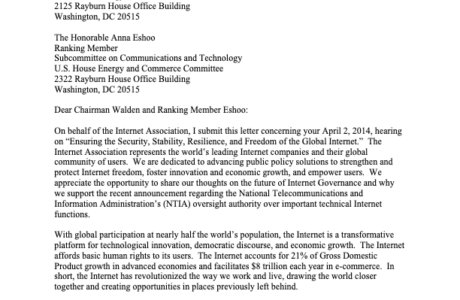 2125 Rayburn House Office Building
Washington, DC 20515
The Honorable Anna Eshoo
Ranking Member
Subcommittee on Communications and Technology
U.S. House Energy and Commerce Committee
2322 Rayburn House Office Building
Washington, DC 20515
Dear Chairman Walden and Ranking Member Eshoo:
On behalf of the Internet Association, I submit this letter concerning your April 2, 2014, hearing
on “Ensuring the Security, Stability, Resilience, and Freedom of the Global Internet.” The
Internet Association represents the world’s leading Internet companies and their global
community of users. We are dedicated to advancing public policy solutions to strengthen and
protect Internet freedom, foster innovation and economic growth, and empower users. We
appreciate the opportunity to share our thoughts on the future of Internet Governance and why
we support the recent announcement regarding the National Telecommunications and
Information Administration’s (NTIA) oversight authority over important technical Internet
functions.
With global participation at nearly half the world’s population, the Internet is a transformative
platform for technological innovation, democratic discourse, and economic growth. The Internet
affords basic human rights to its users. The Internet accounts for 21% of Gross Domestic
Product growth in advanced economies and facilitates $8 trillion each year in e-commerce. In
short, the Internet has revolutionized the way we work and live, drawing the world closer
together and creating opportunities in places previously left behind.